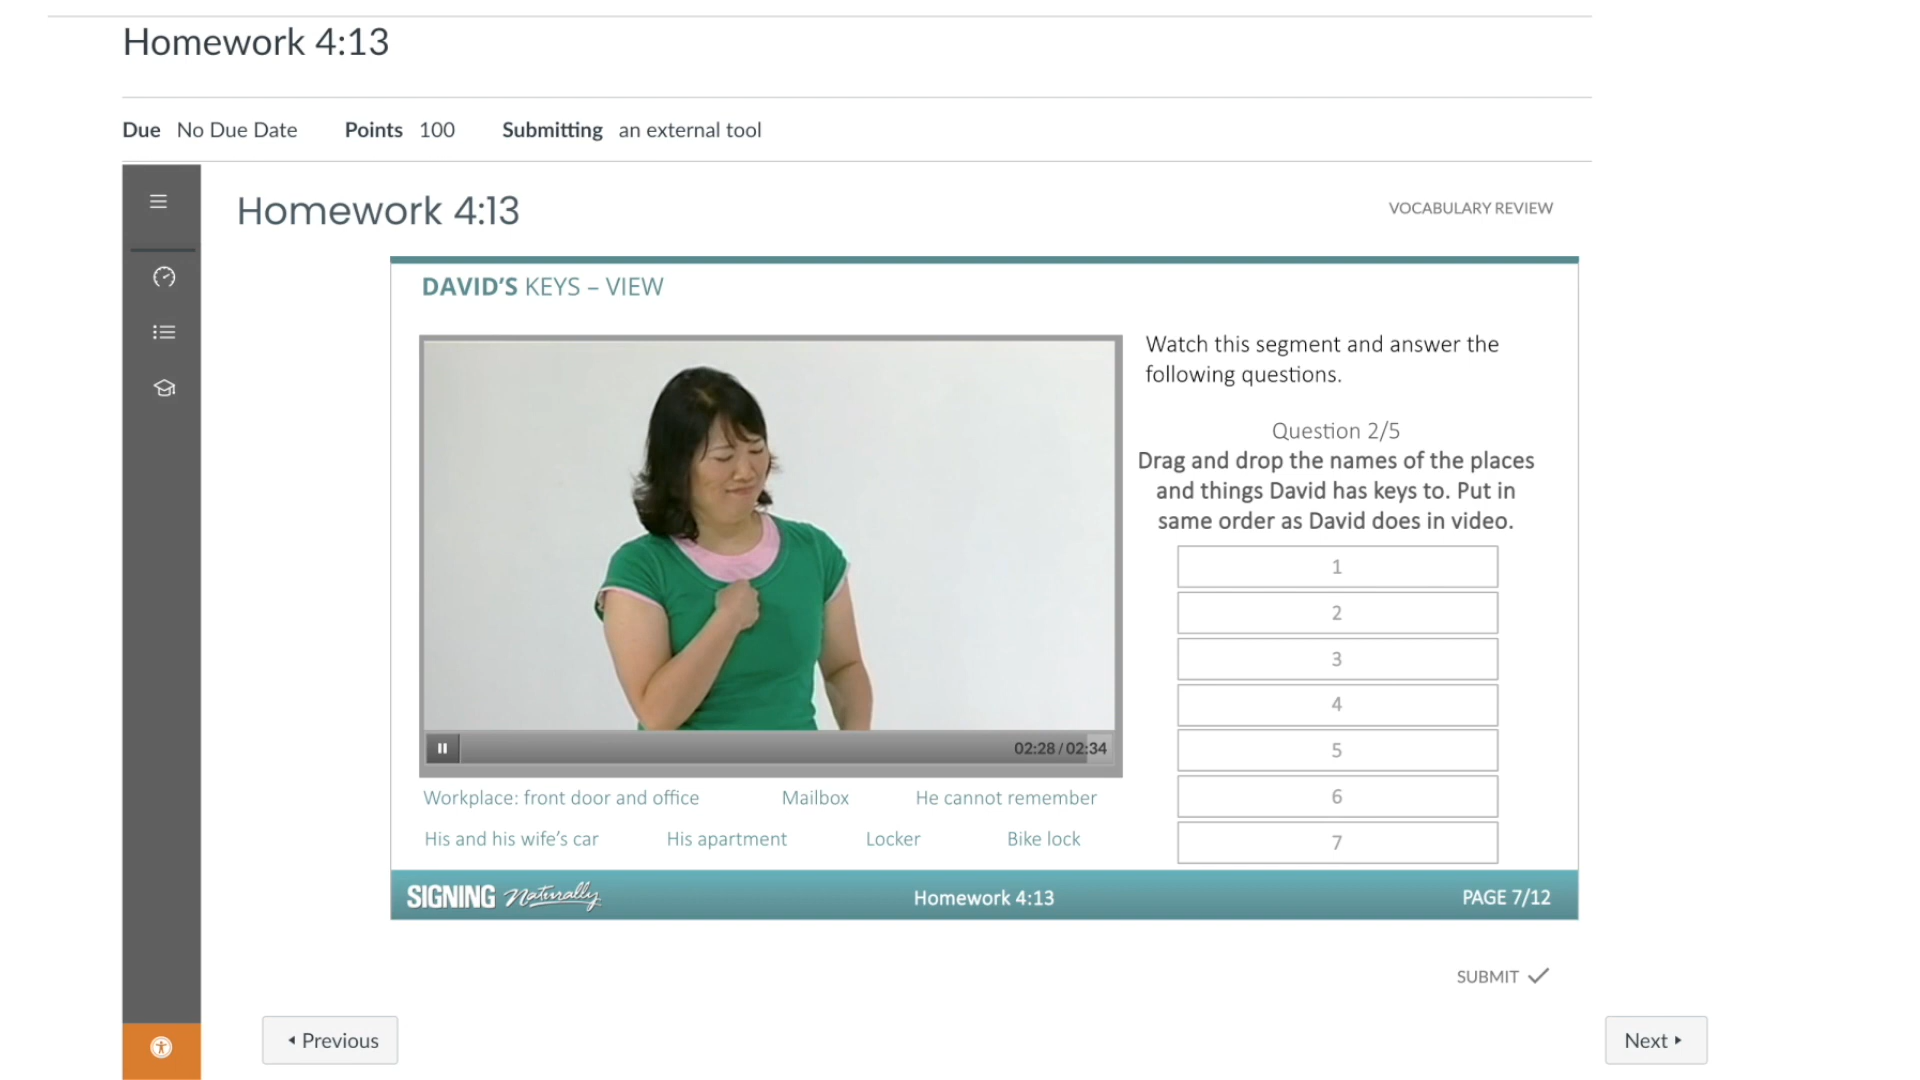 Homework 4:13
Due No Due Date Points 100 Submitting an external tool
Homework 4:13
VOCABULARY REVIEW
DAVID'S KEYS – VIEW
Watch this segment and answer the
following questions.
Question 2/5
Drag and drop the names of the places
and things David has keys to. Put in
same order as David does in video.
1
2
3
4
5
6
7
02:28 / 02:34
Workplace: front door and office Mailbox He cannot remember
His and his wife's car His apartment Locker Bike lock
SIGNING Naturally Homework 4:13 PAGE 7/12
SUBMIT
Previous Next